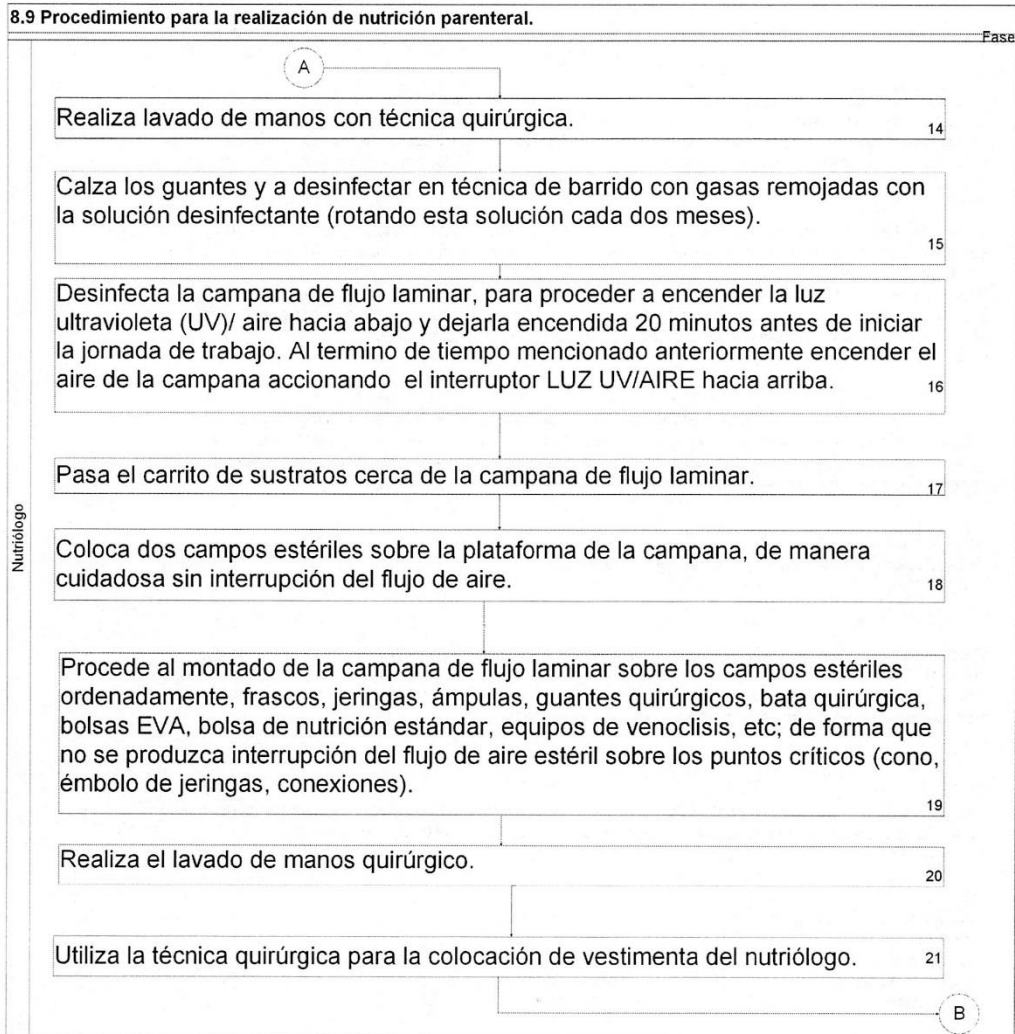 8.9 Procedimiento para la realización de nutrición parenteral.
Fase
A
Realiza lavado de manos con técnica quirúrgica.
14
Calza los guantes y a desinfectar en técnica de barrido con gasas remojadas con
la solución desinfectante (rotando esta solución cada dos meses).
15
Desinfecta la campana de flujo laminar, para proceder a encender la luz
ultravioleta (UV)/ aire hacia abajo y dejarla encendida 20 minutos antes de iniciar
la jornada de trabajo. Al termino de tiempo mencionado anteriormente encender el
aire de la campana accionando el interruptor LUZ UV/AIRE hacia arriba.
16
Pasa el carrito de sustratos cerca de la campana de flujo laminar.
17
Nutriólogo
Coloca dos campos estériles sobre la plataforma de la campana, de manera
cuidadosa sin interrupción del flujo de aire.
18
Procede al montado de la campana de flujo laminar sobre los campos estériles
ordenadamente, frascos, jeringas, ámpulas, guantes quirúrgicos, bata quirúrgica,
bolsas EVA, bolsa de nutrición estándar, equipos de venoclisis, etc; de forma que
no se produzca interrupción del flujo de aire estéril sobre los puntos críticos (cono,
émbolo de jeringas, conexiones).
19
Realiza el lavado de manos quirúrgico.
20
Utiliza la técnica quirúrgica para la colocación de vestimenta del nutriólogo.
21
B